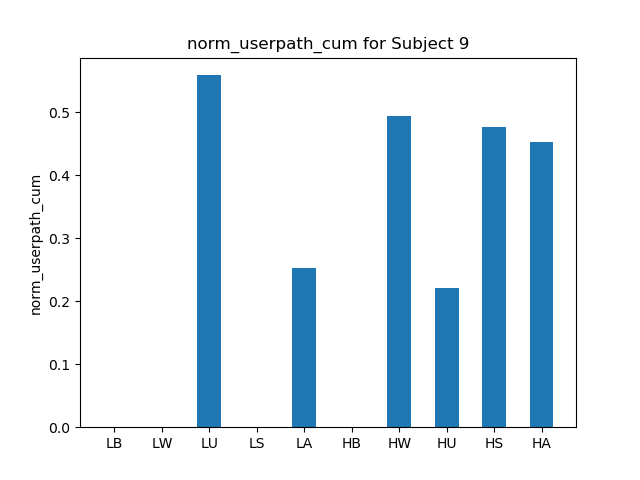 norm_userpath_cum for Subject 9
norm_userpath_cum
0.5
0.4
0.3
0.2
0.1
0.0
LB LW LU LS LA HB HW HU HS HA